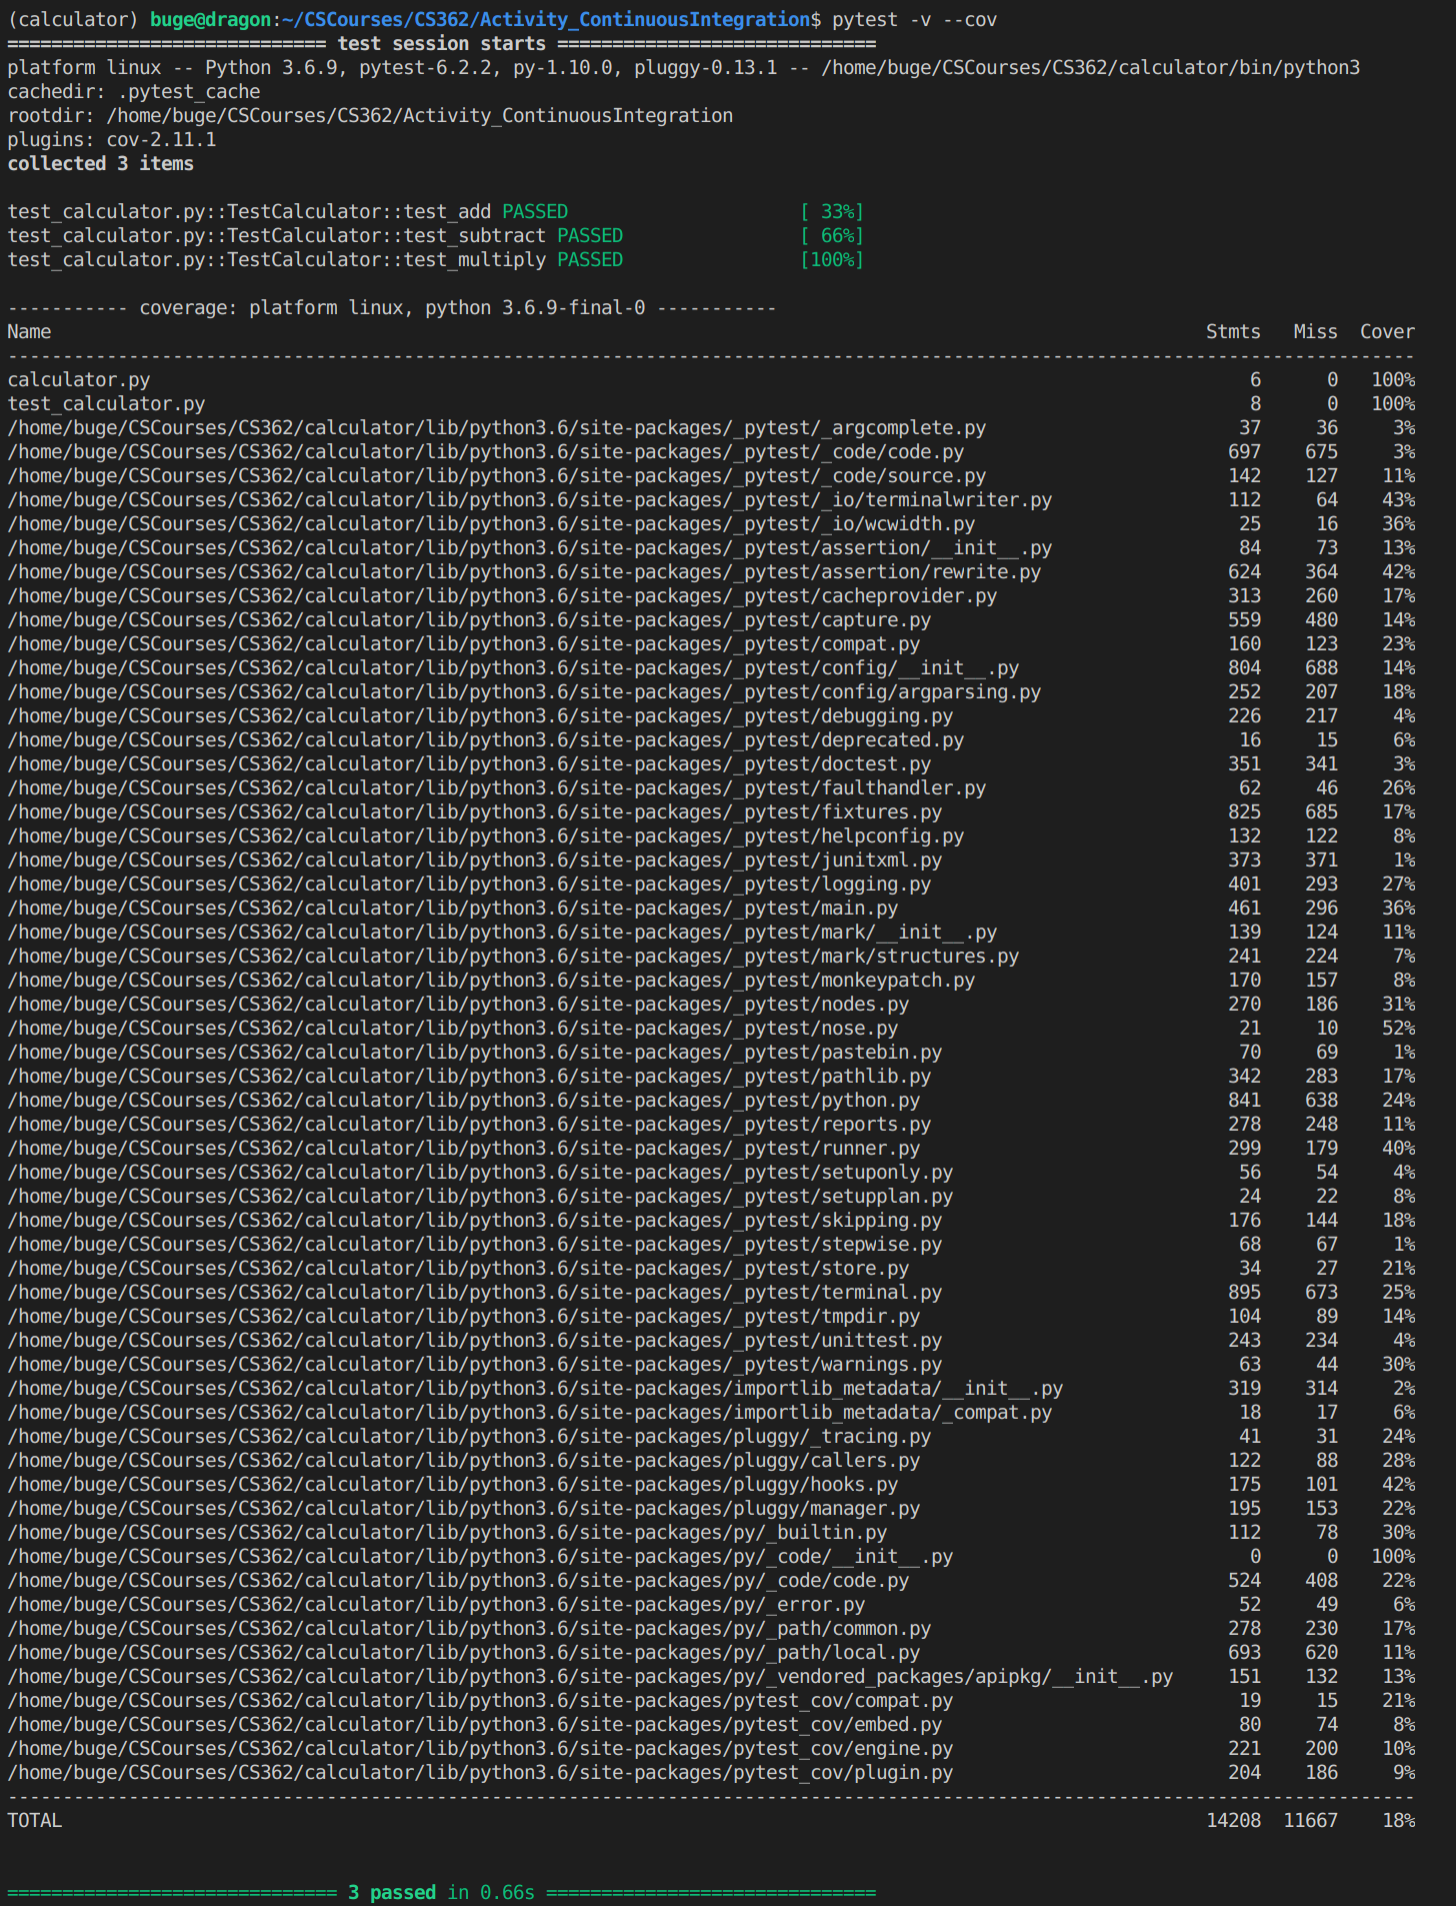 (calculator) buge@dragon:~/CSCourses/CS362/Activity_ContinuousIntegration$ pytest -v --cov
============================= test session starts =============================
platform linux -- Python 3.6.9, pytest-6.2.2, py-1.10.0, pluggy-0.13.1 -- /home/buge/CSCourses/CS362/calculator/bin/python3
cachedir: .pytest_cache
rootdir: /home/buge/CSCourses/CS362/Activity_ContinuousIntegration
plugins: cov-2.11.1
collected 3 items

test_calculator.py::TestCalculator::test_add PASSED                     [ 33%]
test_calculator.py::TestCalculator::test_subtract PASSED                [ 66%]
test_calculator.py::TestCalculator::test_multiply PASSED                [100%]

----------- coverage: platform linux, python 3.6.9-final-0 -----------
Name Stmts Miss Cover
--------------------------------------------------------------------------------------------------------------------------------
calculator.py 6 0 100%
test_calculator.py 8 0 100%
/home/buge/CSCourses/CS362/calculator/lib/python3.6/site-packages/_pytest/_argcomplete.py 37 36 3%
/home/buge/CSCourses/CS362/calculator/lib/python3.6/site-packages/_pytest/_code/code.py 697 675 3%
/home/buge/CSCourses/CS362/calculator/lib/python3.6/site-packages/_pytest/_code/source.py 142 127 11%
/home/buge/CSCourses/CS362/calculator/lib/python3.6/site-packages/_pytest/_io/terminalwriter.py 112 64 43%
/home/buge/CSCourses/CS362/calculator/lib/python3.6/site-packages/_pytest/_io/wcwidth.py 25 16 36%
/home/buge/CSCourses/CS362/calculator/lib/python3.6/site-packages/_pytest/assertion/__init__.py 84 73 13%
/home/buge/CSCourses/CS362/calculator/lib/python3.6/site-packages/_pytest/assertion/rewrite.py 624 364 42%
/home/buge/CSCourses/CS362/calculator/lib/python3.6/site-packages/_pytest/cacheprovider.py 313 260 17%
/home/buge/CSCourses/CS362/calculator/lib/python3.6/site-packages/_pytest/capture.py 559 480 14%
/home/buge/CSCourses/CS362/calculator/lib/python3.6/site-packages/_pytest/compat.py 160 123 23%
/home/buge/CSCourses/CS362/calculator/lib/python3.6/site-packages/_pytest/config/__init__.py 804 688 14%
/home/buge/CSCourses/CS362/calculator/lib/python3.6/site-packages/_pytest/config/argparsing.py 252 207 18%
/home/buge/CSCourses/CS362/calculator/lib/python3.6/site-packages/_pytest/debugging.py 226 217 4%
/home/buge/CSCourses/CS362/calculator/lib/python3.6/site-packages/_pytest/deprecated.py 16 15 6%
/home/buge/CSCourses/CS362/calculator/lib/python3.6/site-packages/_pytest/doctest.py 351 341 3%
/home/buge/CSCourses/CS362/calculator/lib/python3.6/site-packages/_pytest/faulthandler.py 62 46 26%
/home/buge/CSCourses/CS362/calculator/lib/python3.6/site-packages/_pytest/fixtures.py 825 685 17%
/home/buge/CSCourses/CS362/calculator/lib/python3.6/site-packages/_pytest/helpconfig.py 132 122 8%
/home/buge/CSCourses/CS362/calculator/lib/python3.6/site-packages/_pytest/junitxml.py 373 371 1%
/home/buge/CSCourses/CS362/calculator/lib/python3.6/site-packages/_pytest/logging.py 401 293 27%
/home/buge/CSCourses/CS362/calculator/lib/python3.6/site-packages/_pytest/main.py 461 296 36%
/home/buge/CSCourses/CS362/calculator/lib/python3.6/site-packages/_pytest/mark/__init__.py 139 124 11%
/home/buge/CSCourses/CS362/calculator/lib/python3.6/site-packages/_pytest/mark/structures.py 241 224 7%
/home/buge/CSCourses/CS362/calculator/lib/python3.6/site-packages/_pytest/monkeypatch.py 170 157 8%
/home/buge/CSCourses/CS362/calculator/lib/python3.6/site-packages/_pytest/nodes.py 270 186 31%
/home/buge/CSCourses/CS362/calculator/lib/python3.6/site-packages/_pytest/nose.py 21 10 52%
/home/buge/CSCourses/CS362/calculator/lib/python3.6/site-packages/_pytest/pastebin.py 70 69 1%
/home/buge/CSCourses/CS362/calculator/lib/python3.6/site-packages/_pytest/pathlib.py 342 283 17%
/home/buge/CSCourses/CS362/calculator/lib/python3.6/site-packages/_pytest/python.py 841 638 24%
/home/buge/CSCourses/CS362/calculator/lib/python3.6/site-packages/_pytest/reports.py 278 248 11%
/home/buge/CSCourses/CS362/calculator/lib/python3.6/site-packages/_pytest/runner.py 299 179 40%
/home/buge/CSCourses/CS362/calculator/lib/python3.6/site-packages/_pytest/setuponly.py 56 54 4%
/home/buge/CSCourses/CS362/calculator/lib/python3.6/site-packages/_pytest/setupplan.py 24 22 8%
/home/buge/CSCourses/CS362/calculator/lib/python3.6/site-packages/_pytest/skipping.py 176 144 18%
/home/buge/CSCourses/CS362/calculator/lib/python3.6/site-packages/_pytest/stepwise.py 68 67 1%
/home/buge/CSCourses/CS362/calculator/lib/python3.6/site-packages/_pytest/store.py 34 27 21%
/home/buge/CSCourses/CS362/calculator/lib/python3.6/site-packages/_pytest/terminal.py 895 673 25%
/home/buge/CSCourses/CS362/calculator/lib/python3.6/site-packages/_pytest/tmpdir.py 104 89 14%
/home/buge/CSCourses/CS362/calculator/lib/python3.6/site-packages/_pytest/unittest.py 243 234 4%
/home/buge/CSCourses/CS362/calculator/lib/python3.6/site-packages/_pytest/warnings.py 63 44 30%
/home/buge/CSCourses/CS362/calculator/lib/python3.6/site-packages/importlib_metadata/__init__.py 319 314 2%
/home/buge/CSCourses/CS362/calculator/lib/python3.6/site-packages/importlib_metadata/_compat.py 18 17 6%
/home/buge/CSCourses/CS362/calculator/lib/python3.6/site-packages/pluggy/_tracing.py 41 31 24%
/home/buge/CSCourses/CS362/calculator/lib/python3.6/site-packages/pluggy/callers.py 122 88 28%
/home/buge/CSCourses/CS362/calculator/lib/python3.6/site-packages/pluggy/hooks.py 175 101 42%
/home/buge/CSCourses/CS362/calculator/lib/python3.6/site-packages/pluggy/manager.py 195 153 22%
/home/buge/CSCourses/CS362/calculator/lib/python3.6/site-packages/py/_builtin.py 112 78 30%
/home/buge/CSCourses/CS362/calculator/lib/python3.6/site-packages/py/_code/__init__.py 0 0 100%
/home/buge/CSCourses/CS362/calculator/lib/python3.6/site-packages/py/_code/code.py 524 408 22%
/home/buge/CSCourses/CS362/calculator/lib/python3.6/site-packages/py/_error.py 52 49 6%
/home/buge/CSCourses/CS362/calculator/lib/python3.6/site-packages/py/_path/common.py 278 230 17%
/home/buge/CSCourses/CS362/calculator/lib/python3.6/site-packages/py/_path/local.py 693 620 11%
/home/buge/CSCourses/CS362/calculator/lib/python3.6/site-packages/py/_vendored_packages/apipkg/__init__.py 151 132 13%
/home/buge/CSCourses/CS362/calculator/lib/python3.6/site-packages/pytest_cov/compat.py 19 15 21%
/home/buge/CSCourses/CS362/calculator/lib/python3.6/site-packages/pytest_cov/embed.py 80 74 8%
/home/buge/CSCourses/CS362/calculator/lib/python3.6/site-packages/pytest_cov/engine.py 221 200 10%
/home/buge/CSCourses/CS362/calculator/lib/python3.6/site-packages/pytest_cov/plugin.py 204 186 9%
--------------------------------------------------------------------------------------------------------------------------------
TOTAL 14208 11667 18%

============================== 3 passed in 0.66s ==============================